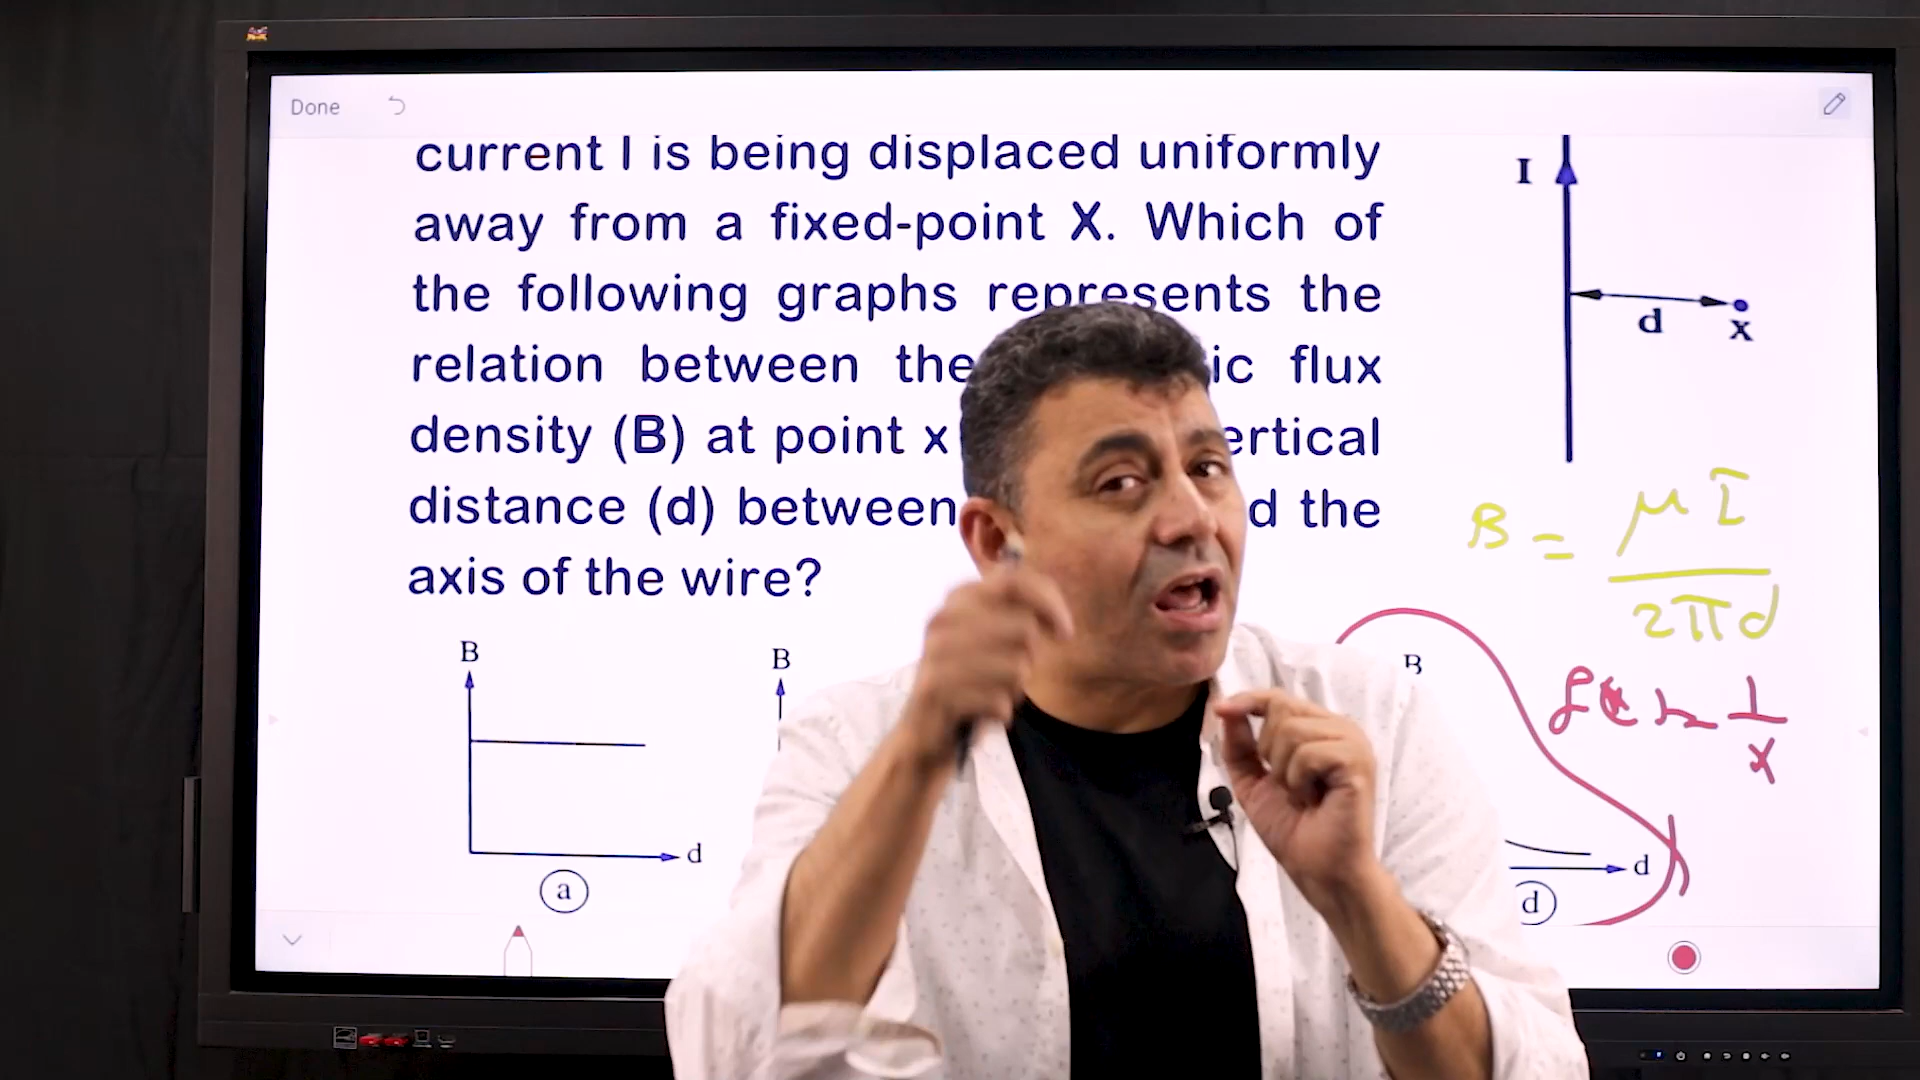 Done
current I is being displaced uniformly
away from a fixed-point X. Which of
the following graphs represents the
relation between the ic flux
density (B) at point x ertical
distance (d) between d the
axis of the wire?
I
d
x
B = μ I / 2πd
1 / x
B
d
a
B
B
d
d